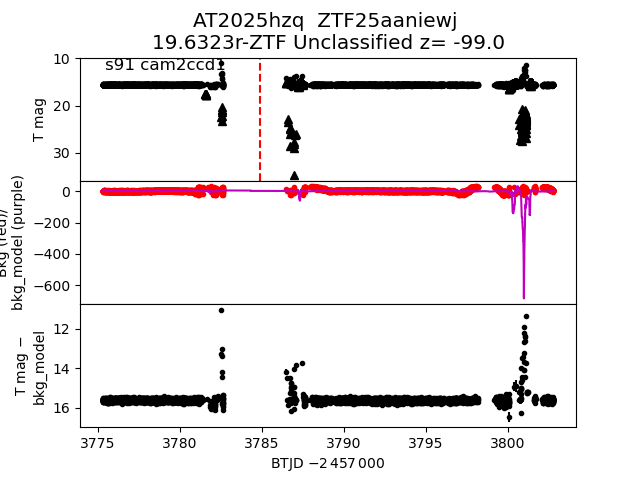 AT2025hzq ZTF25aaniewj
19.6323r-ZTF Unclassified z= -99.0
s91 cam2ccd1
10
20
30
T mag
0
−200
−400
−600
Bkg (red)/
bkg_model (purple)
12
14
16
T mag −
bkg_model
3775 3780 3785 3790 3795 3800
BTJD −2 457 000